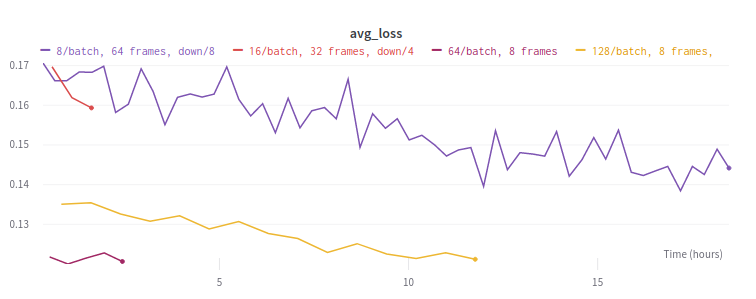 avg_loss
8/batch, 64 frames, down/8 16/batch, 32 frames, down/4 64/batch, 8 frames 128/batch, 8 frames,
0.17
0.16
0.15
0.14
0.13
Time (hours)
5 10 15